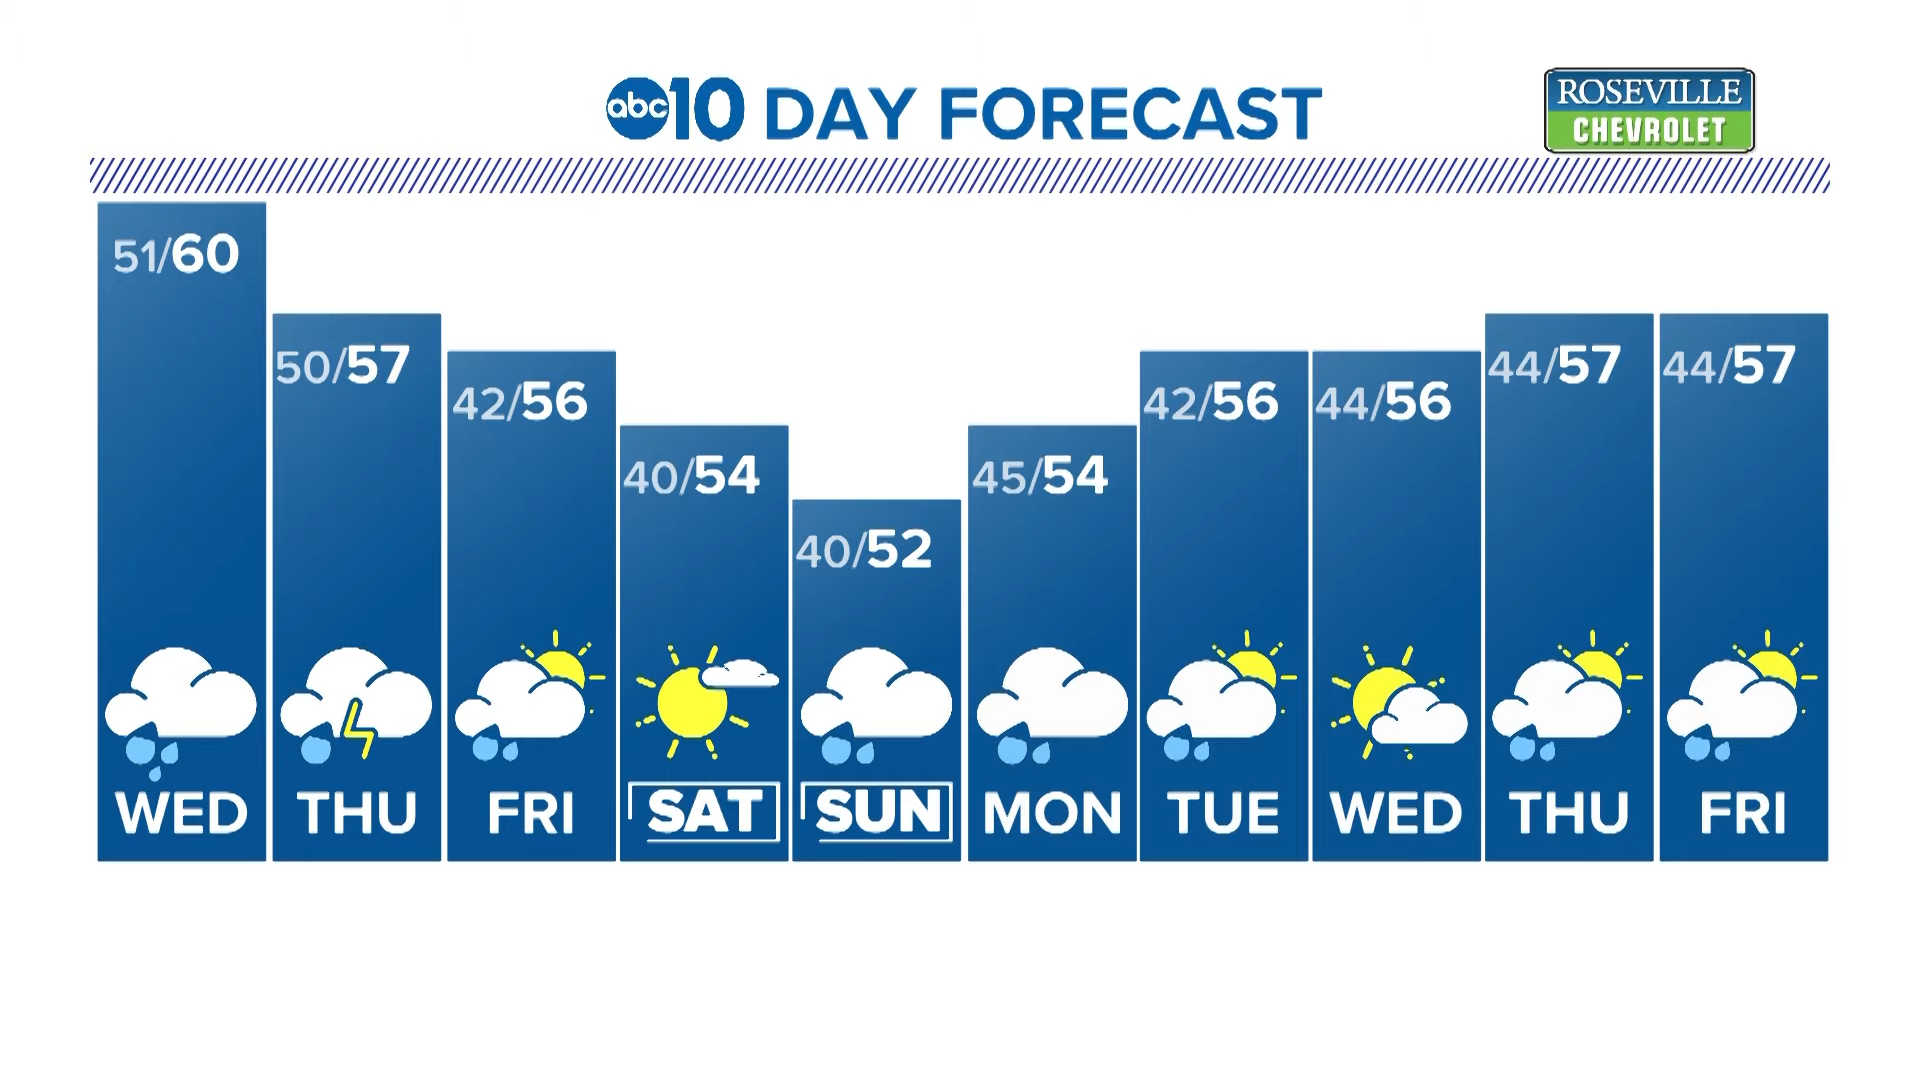 abc10 DAY FORECAST
ROSEVILLE
CHEVROLET
51/60
50/57
42/56
40/54
40/52
45/54
42/56
44/56
44/57
44/57
WED
THU
FRI
SAT
SUN
MON
TUE
WED
THU
FRI